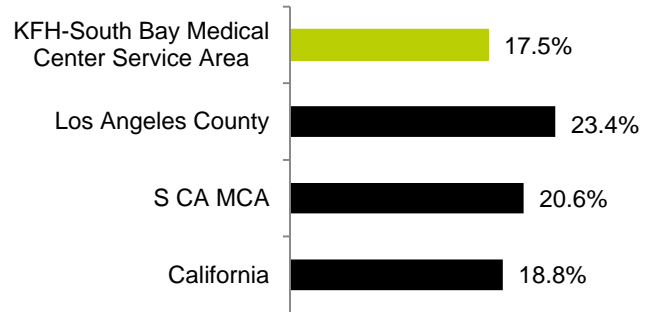 KFH-South Bay Medical
Center Service Area
17.5%
Los Angeles County
23.4%
S CA MCA
20.6%
California
18.8%